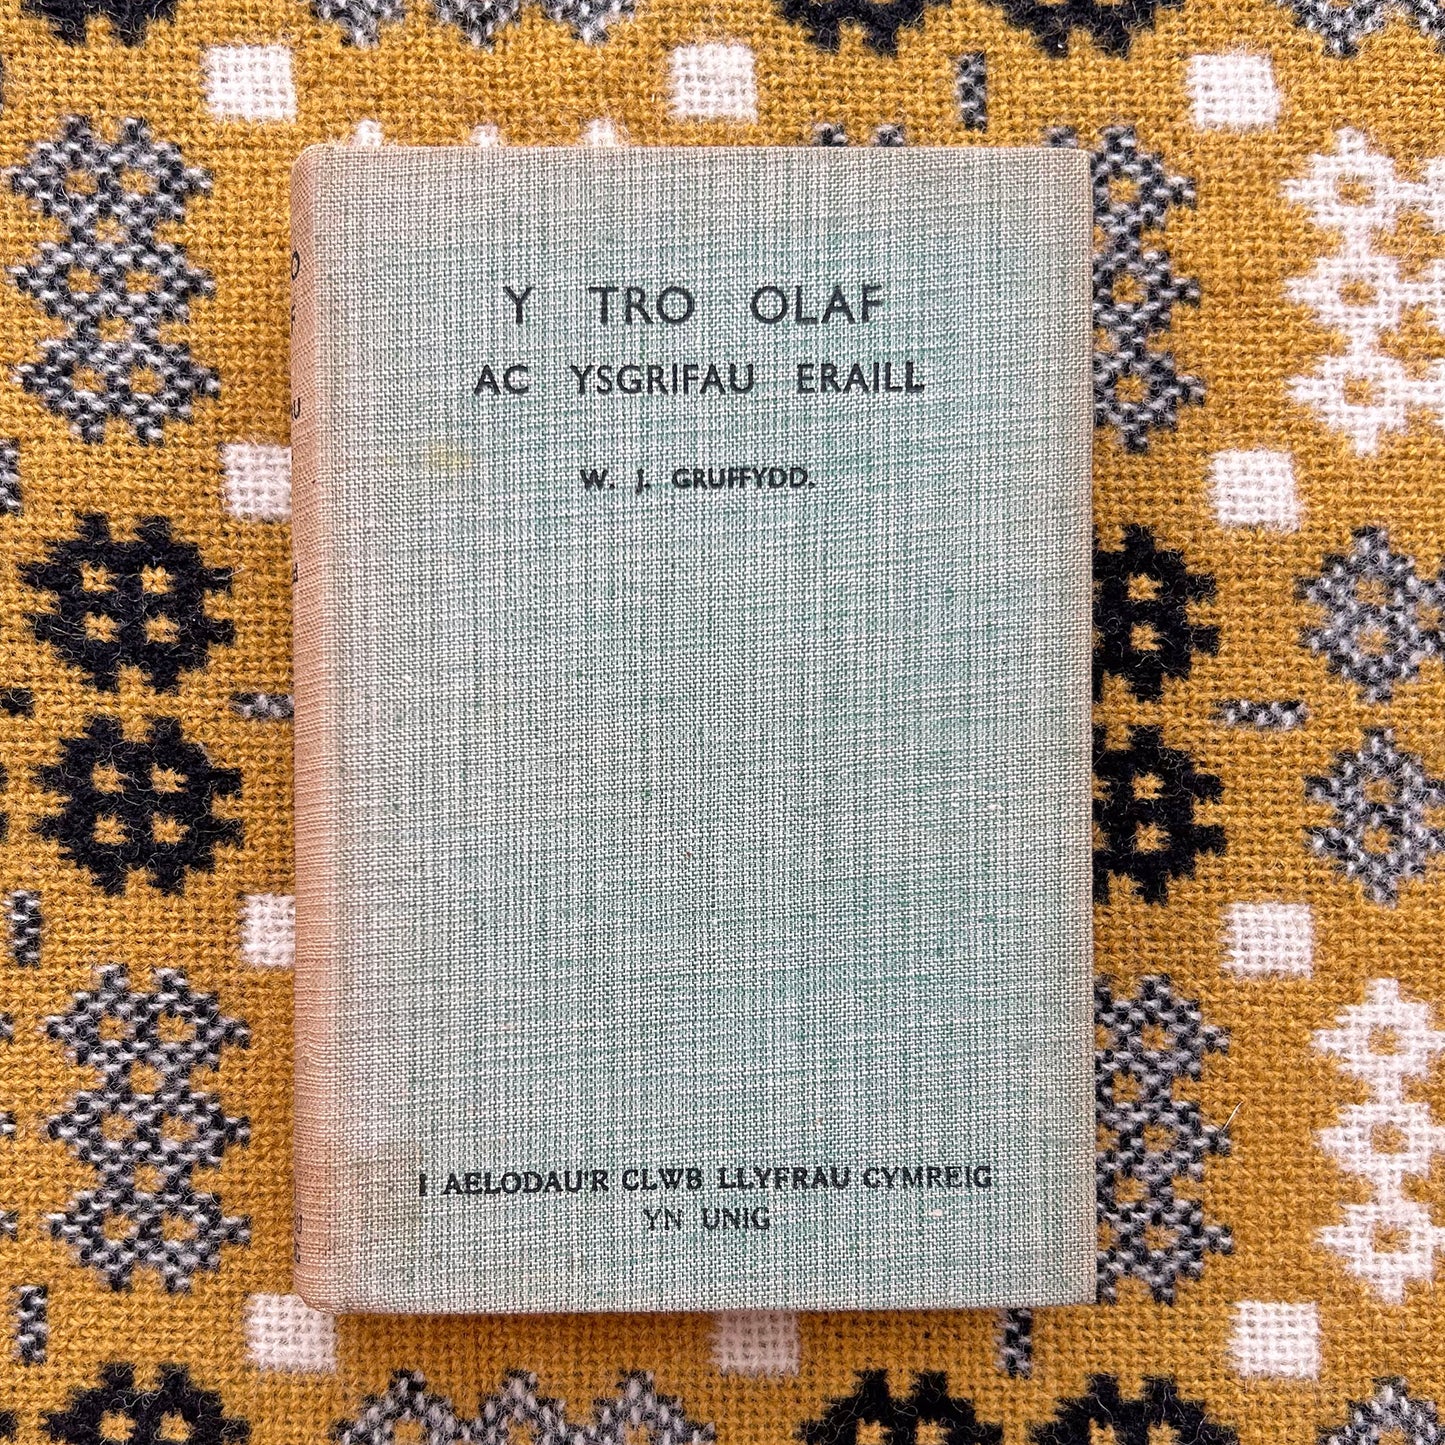 Y TRO OLAF
AC YSGRIFAU ERAILL
W. J. GRUFFYDD.
I AELODAU'R CLWB LLYFRAU CYMREIG
YN UNIG